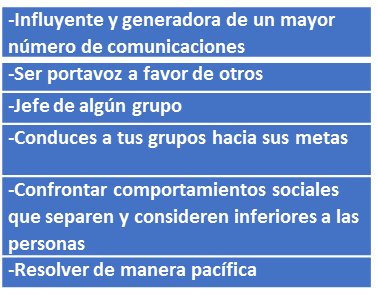 -Influyente y generadora de un mayor
número de comunicaciones
-Ser portavoz a favor de otros
-Jefe de algún grupo
-Conduces a tus grupos hacia sus metas
-Confrontar comportamientos sociales
que separen y consideren inferiores a las
personas
-Resolver de manera pacífica